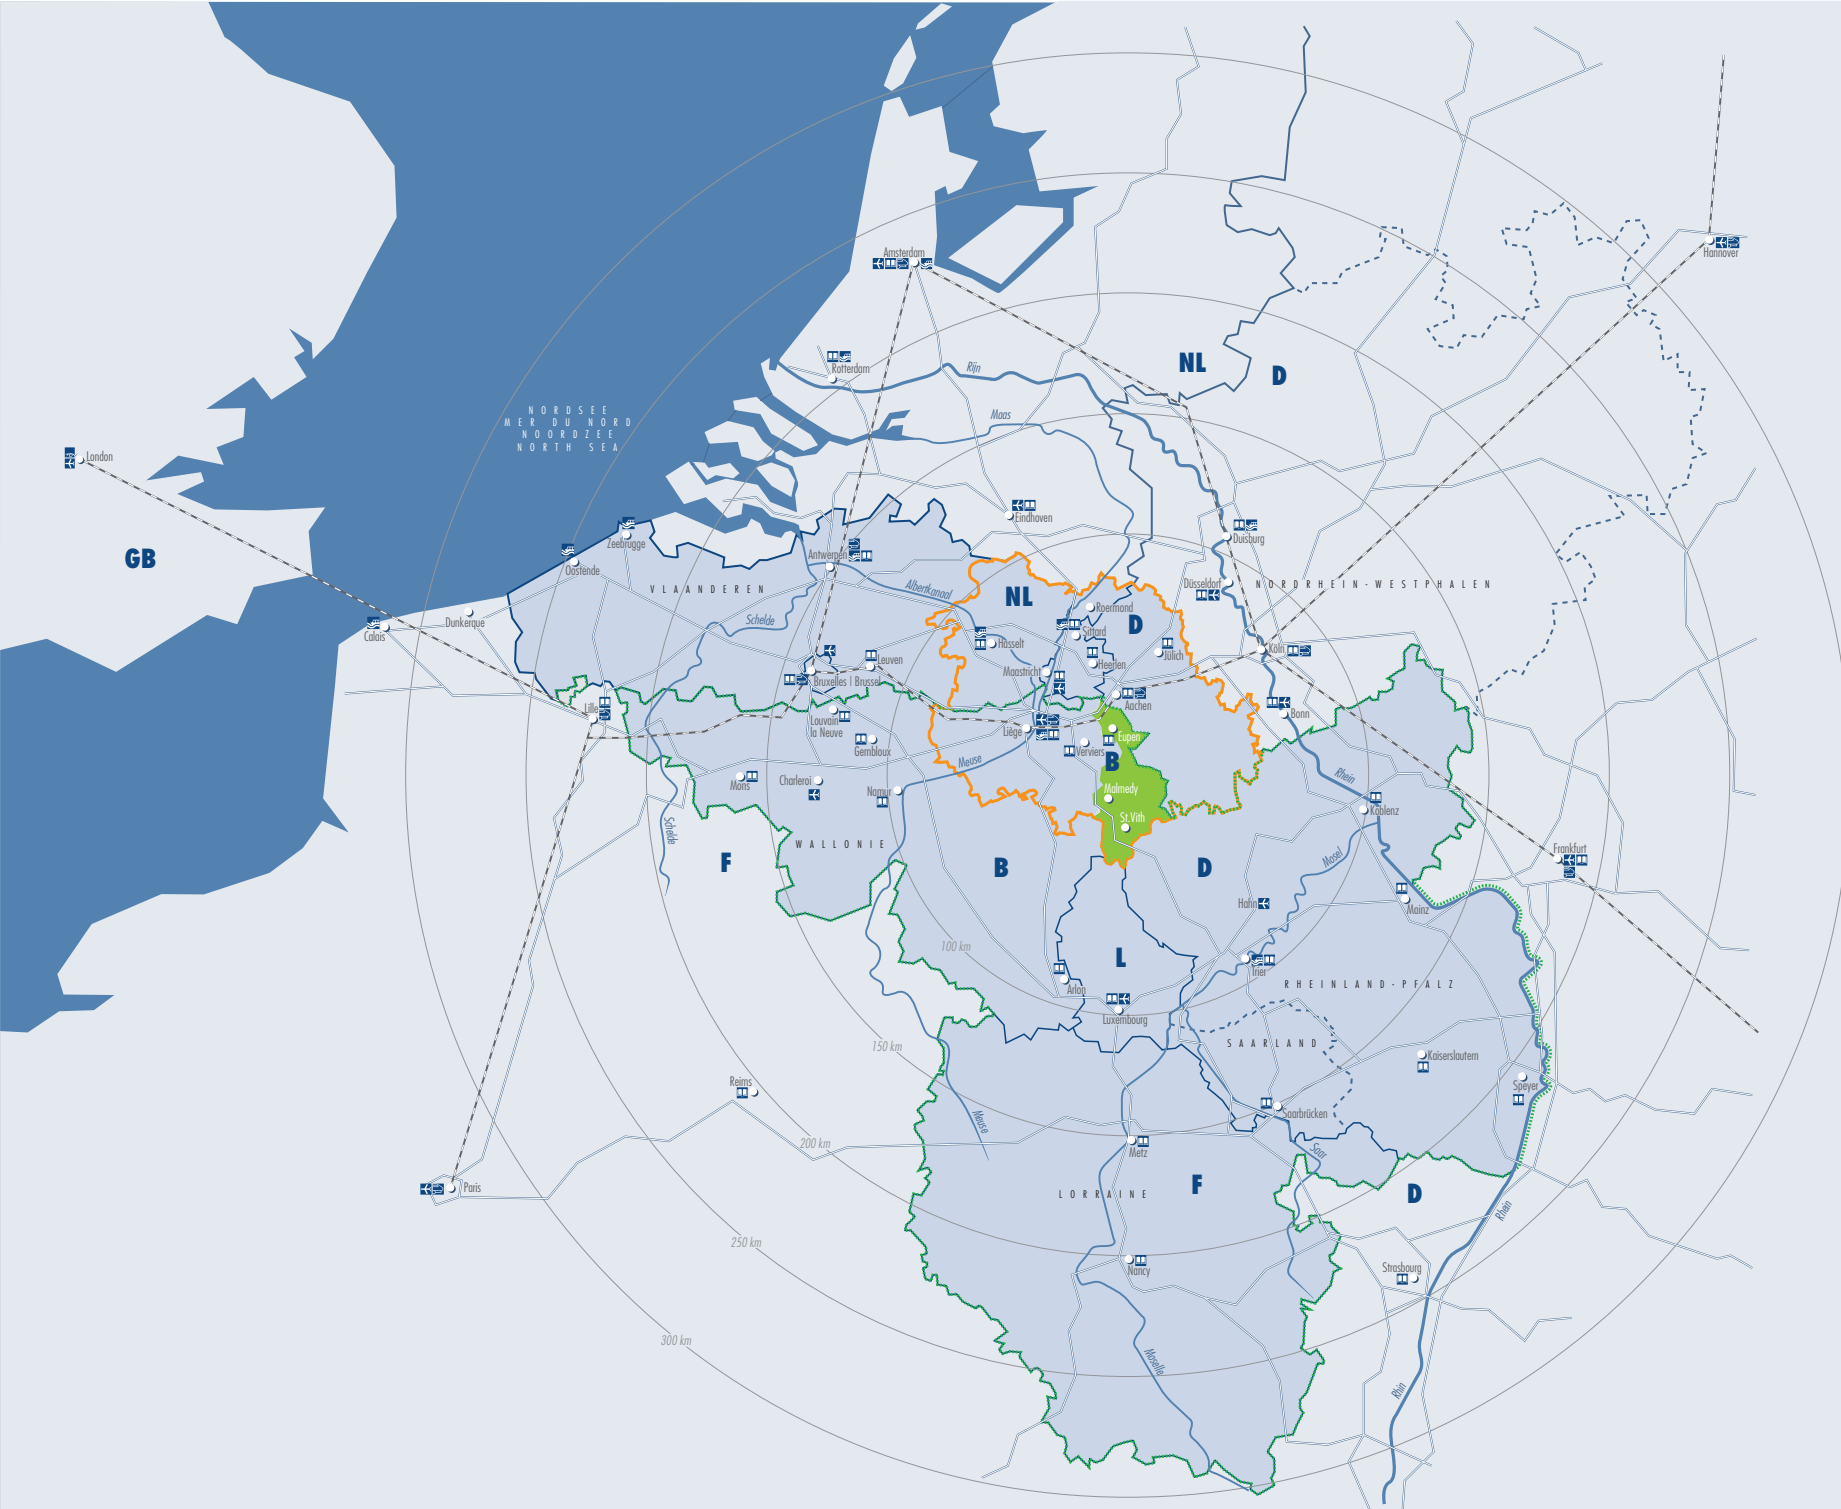 Amsterdam
Hannover
Rotterdam
Rijn
NL
D
NORDSEE
MER DU NORD
NOORDZEE
NORTH SEA
Maas
London
GB
Eindhoven
Zeebrugge
Duisburg
Oostende
Antwerpen
VLAANDEREN
Albertkanaal
NL
Düsseldorf
NORDRHEIN-WESTPHALEN
Dunkerque
Calais
Schelde
Roermond
D
Sittard
Hasselt
Leuven
Jülich
Köln
Heerlen
Maastricht
Bruxelles | Brussel
Lille
Aachen
Bonn
Louvain
la Neuve
Liège
Eupen
Gembloux
Verviers
B
Meuse
Rhein
Mons
Charleroi
Namur
Malmedy
Koblenz
St.Vith
Schelde
WALLONIE
Mosel
Frankfurt
F
B
D
Hahn
Mainz
100 km
L
Trier
Arlon
RHEINLAND-PFALZ
Luxembourg
150 km
SAARLAND
Kaiserslautern
Reims
Speyer
Meuse
Saarbrücken
200 km
Metz
Saar
Paris
LORRAINE
F
D
Rhein
250 km
Nancy
Strasbourg
300 km
Moselle
Rhin